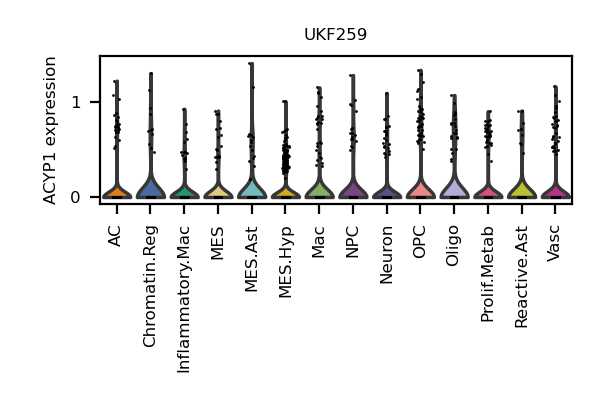 UKF259
ACYP1 expression
1
0
AC
Chromatin.Reg
Inflammatory.Mac
MES
MES.Ast
MES.Hyp
Mac
NPC
Neuron
OPC
Oligo
Prolif.Metab
Reactive.Ast
Vasc